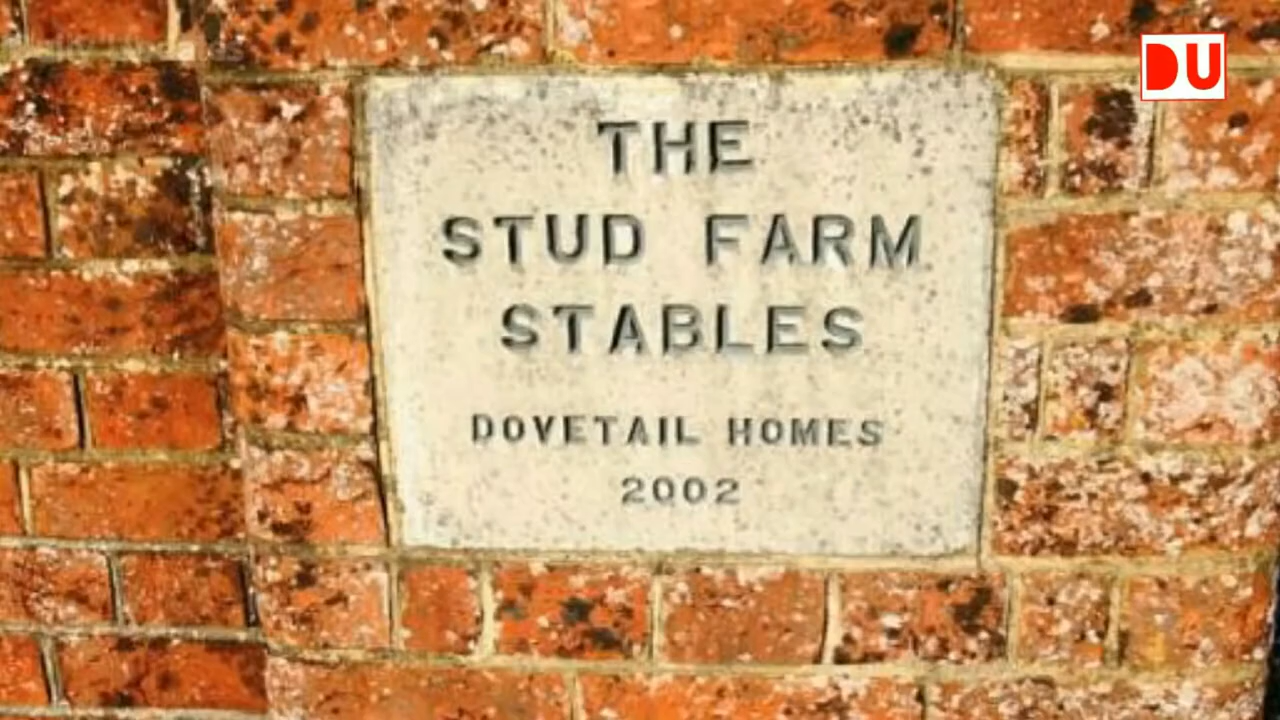 DU
THE
STUD FARM
STABLES
DOVETAIL HOMES
2002